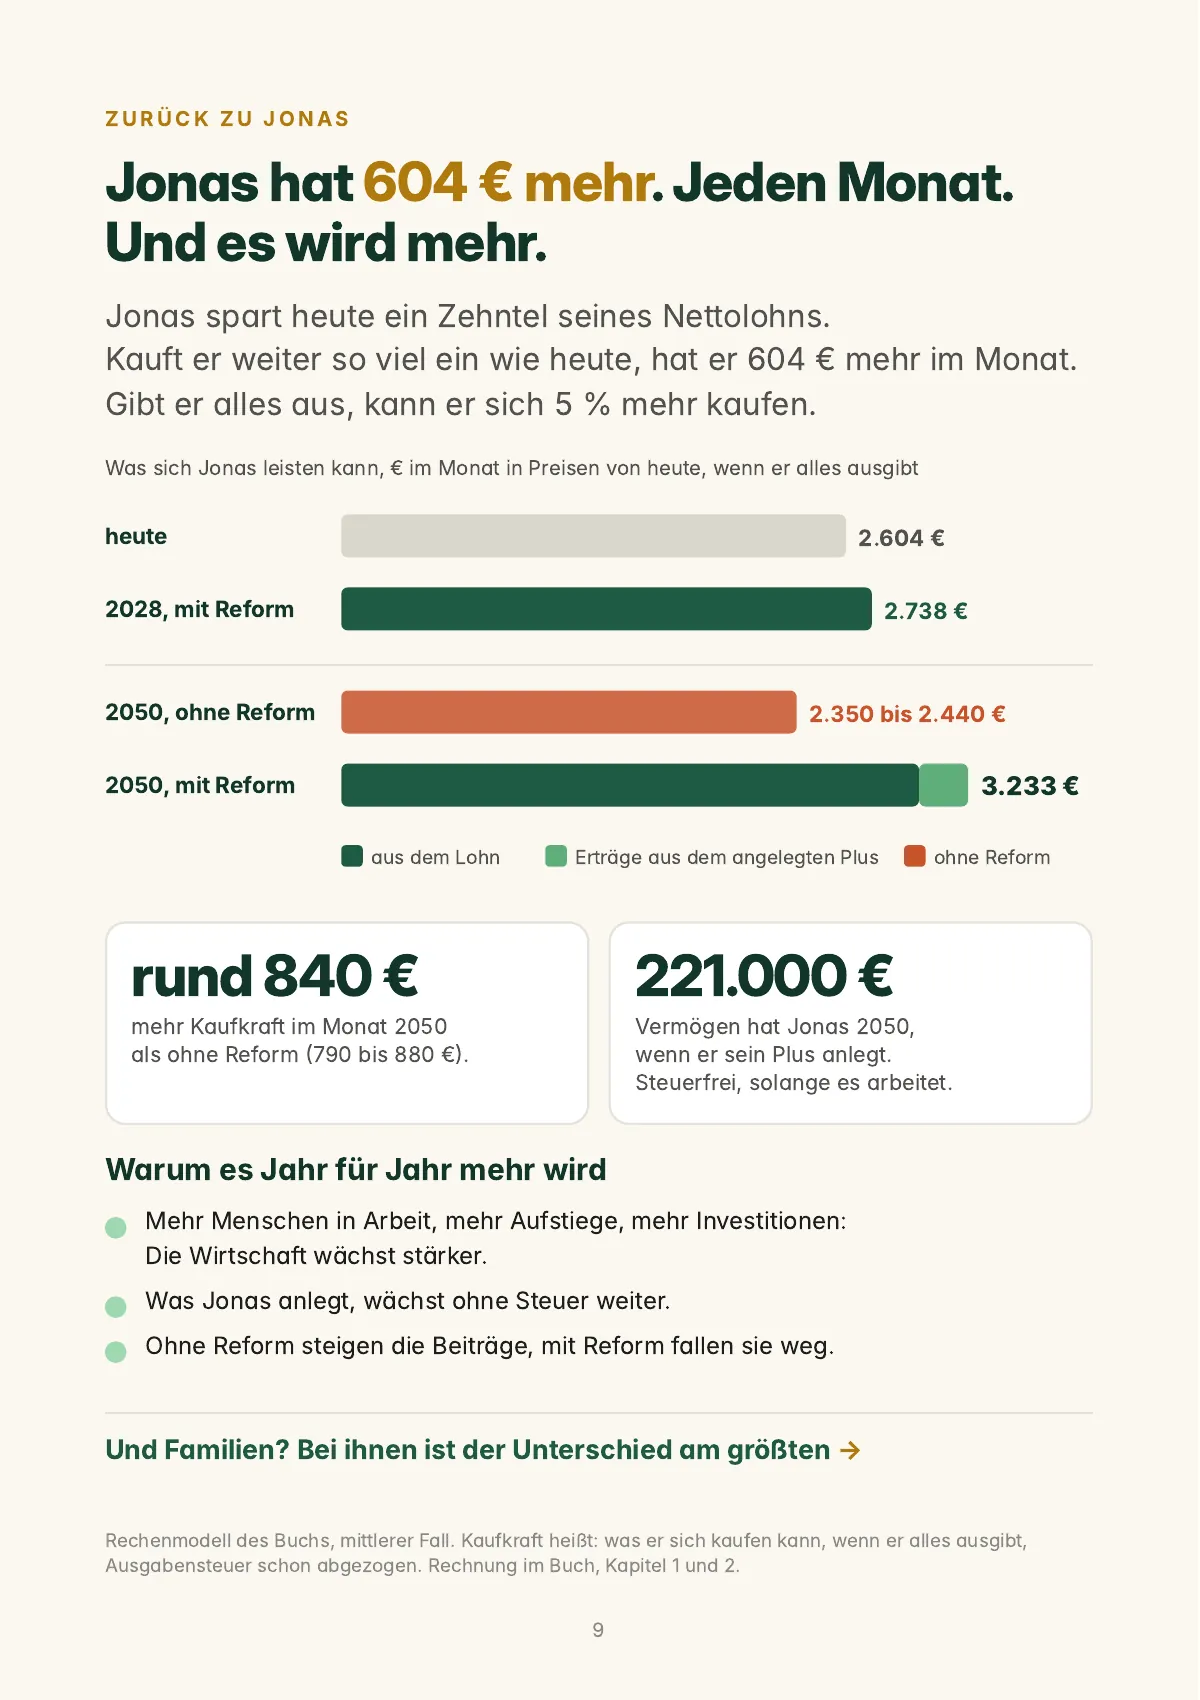 ZURÜCK ZU JONAS
Jonas hat 604 € mehr. Jeden Monat.
Und es wird mehr.
Jonas spart heute ein Zehntel seines Nettolohns.
Kauft er weiter so viel ein wie heute, hat er 604 € mehr im Monat.
Gibt er alles aus, kann er sich 5 % mehr kaufen.
Was sich Jonas leisten kann, € im Monat in Preisen von heute, wenn er alles ausgibt
heute 2.604 €
2028, mit Reform 2.738 €
2050, ohne Reform 2.350 bis 2.440 €
2050, mit Reform 3.233 €
aus dem Lohn Erträge aus dem angelegten Plus ohne Reform
rund 840 €
mehr Kaufkraft im Monat 2050
als ohne Reform (790 bis 880 €).
221.000 €
Vermögen hat Jonas 2050,
wenn er sein Plus anlegt.
Steuerfrei, solange es arbeitet.
Warum es Jahr für Jahr mehr wird
Mehr Menschen in Arbeit, mehr Aufstiege, mehr Investitionen:
Die Wirtschaft wächst stärker.
Was Jonas anlegt, wächst ohne Steuer weiter.
Ohne Reform steigen die Beiträge, mit Reform fallen sie weg.
Und Familien? Bei ihnen ist der Unterschied am größten →
Rechenmodell des Buchs, mittlerer Fall. Kaufkraft heißt: was er sich kaufen kann, wenn er alles ausgibt,
Ausgabensteuer schon abgezogen. Rechnung im Buch, Kapitel 1 und 2.
9